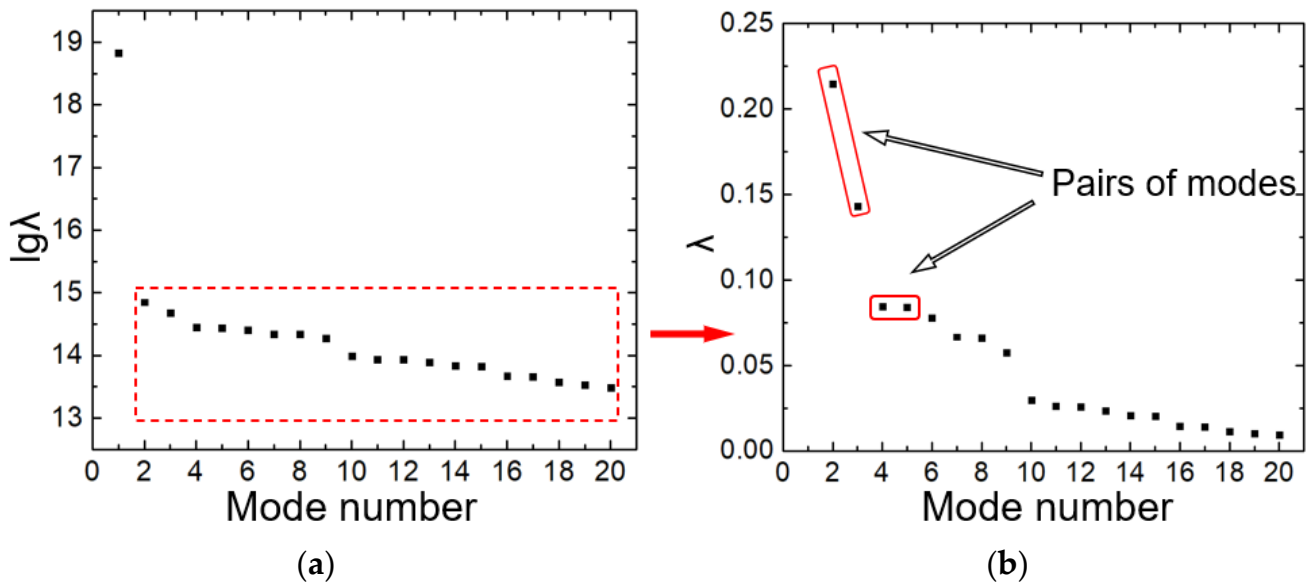 19
18
17
16
15
14
13
lgλ
0 2 4 6 8 10 12 14 16 18 20
Mode number
(a)
0.25
0.20
0.15
0.10
0.05
0.00
λ
Pairs of modes
0 2 4 6 8 10 12 14 16 18 20
Mode number
(b)